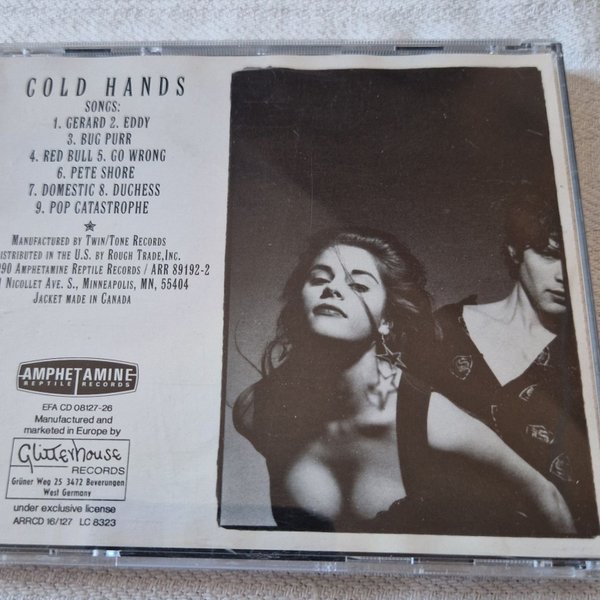 COLD HANDS
SONGS:
1. GERARD 2. EDDY
3. BUG PURR
4. RED BULL 5. GO WRONG
6. PETE SHORE
7. DOMESTIC 8. DUCHESS
9. POP CATASTROPHE
MANUFACTURED BY TWIN/TONE RECORDS
DISTRIBUTED IN THE U.S. BY ROUGH TRADE,INC.
990 AMPHETAMINE REPTILE RECORDS / ARR 89192-2
NICOLLET AVE. S., MINNEAPOLIS, MN, 55404
JACKET MADE IN CANADA
AMPHETAMINE
REPTILE RECORDS
EFA CD 08127-26
Manufactured and
marketed in Europe by
Glitterhouse
RECORDS
Grüner Weg 25 3472 Beverungen
West Germany
under exclusive license
ARRCD 16/127 LC 8323